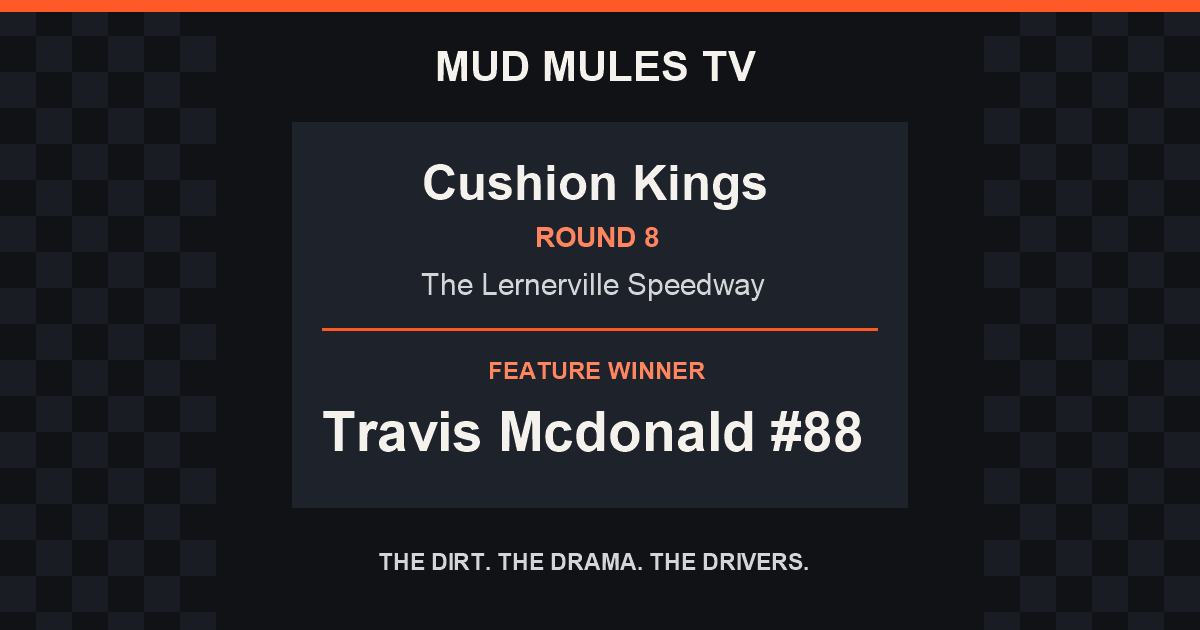 MUD MULES TV
Cushion Kings
ROUND 8
The Lernerville Speedway
FEATURE WINNER
Travis Mcdonald #88
THE DIRT. THE DRAMA. THE DRIVERS.